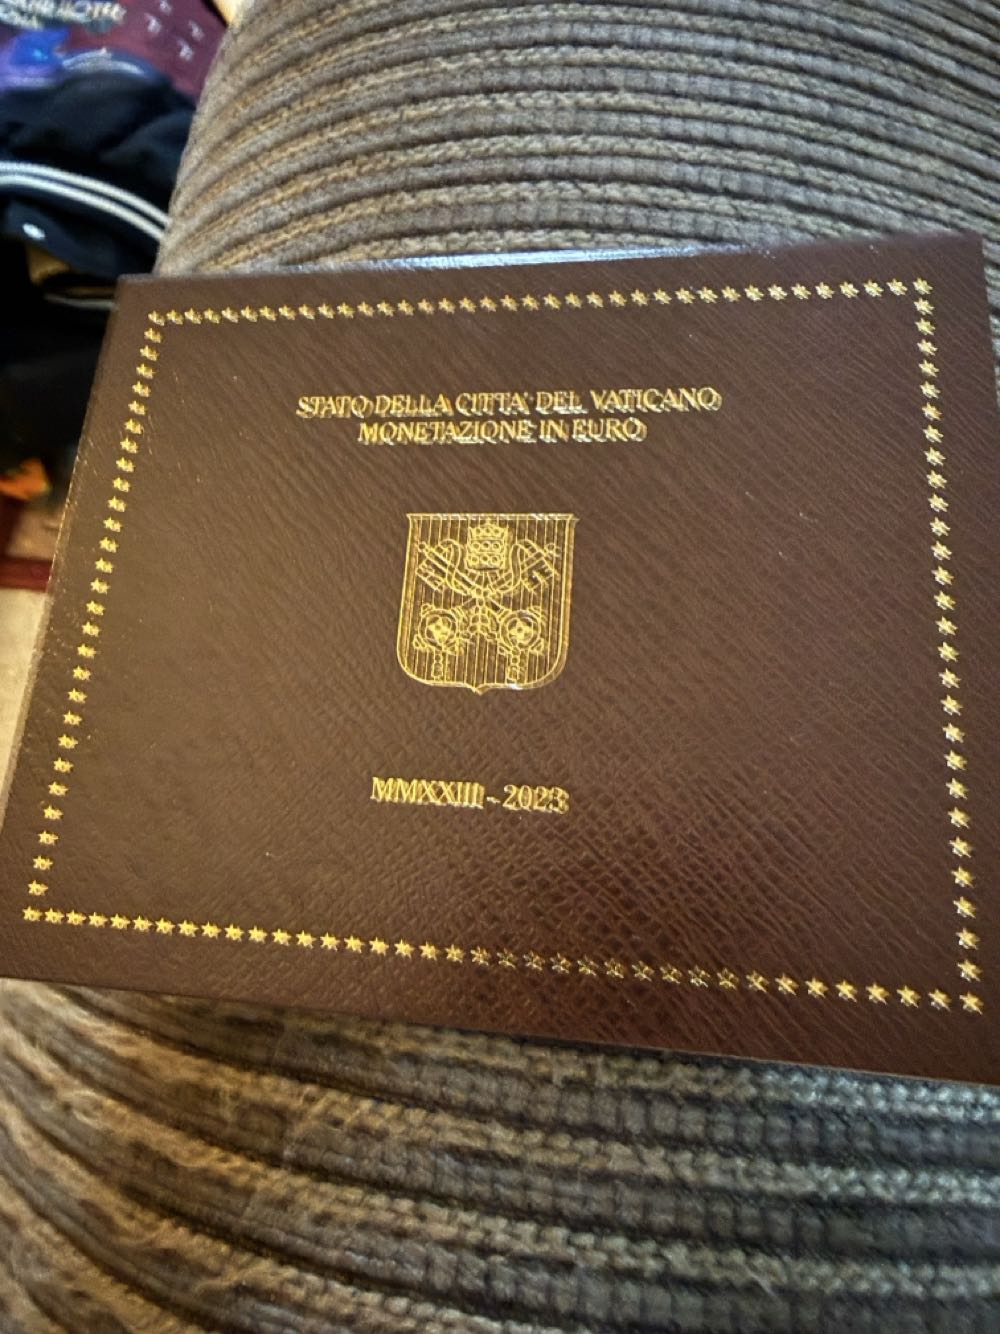 STATO DELLA CITTA' DEL VATICANO
MONETAZIONE IN EURO
MMXXIII - 2023